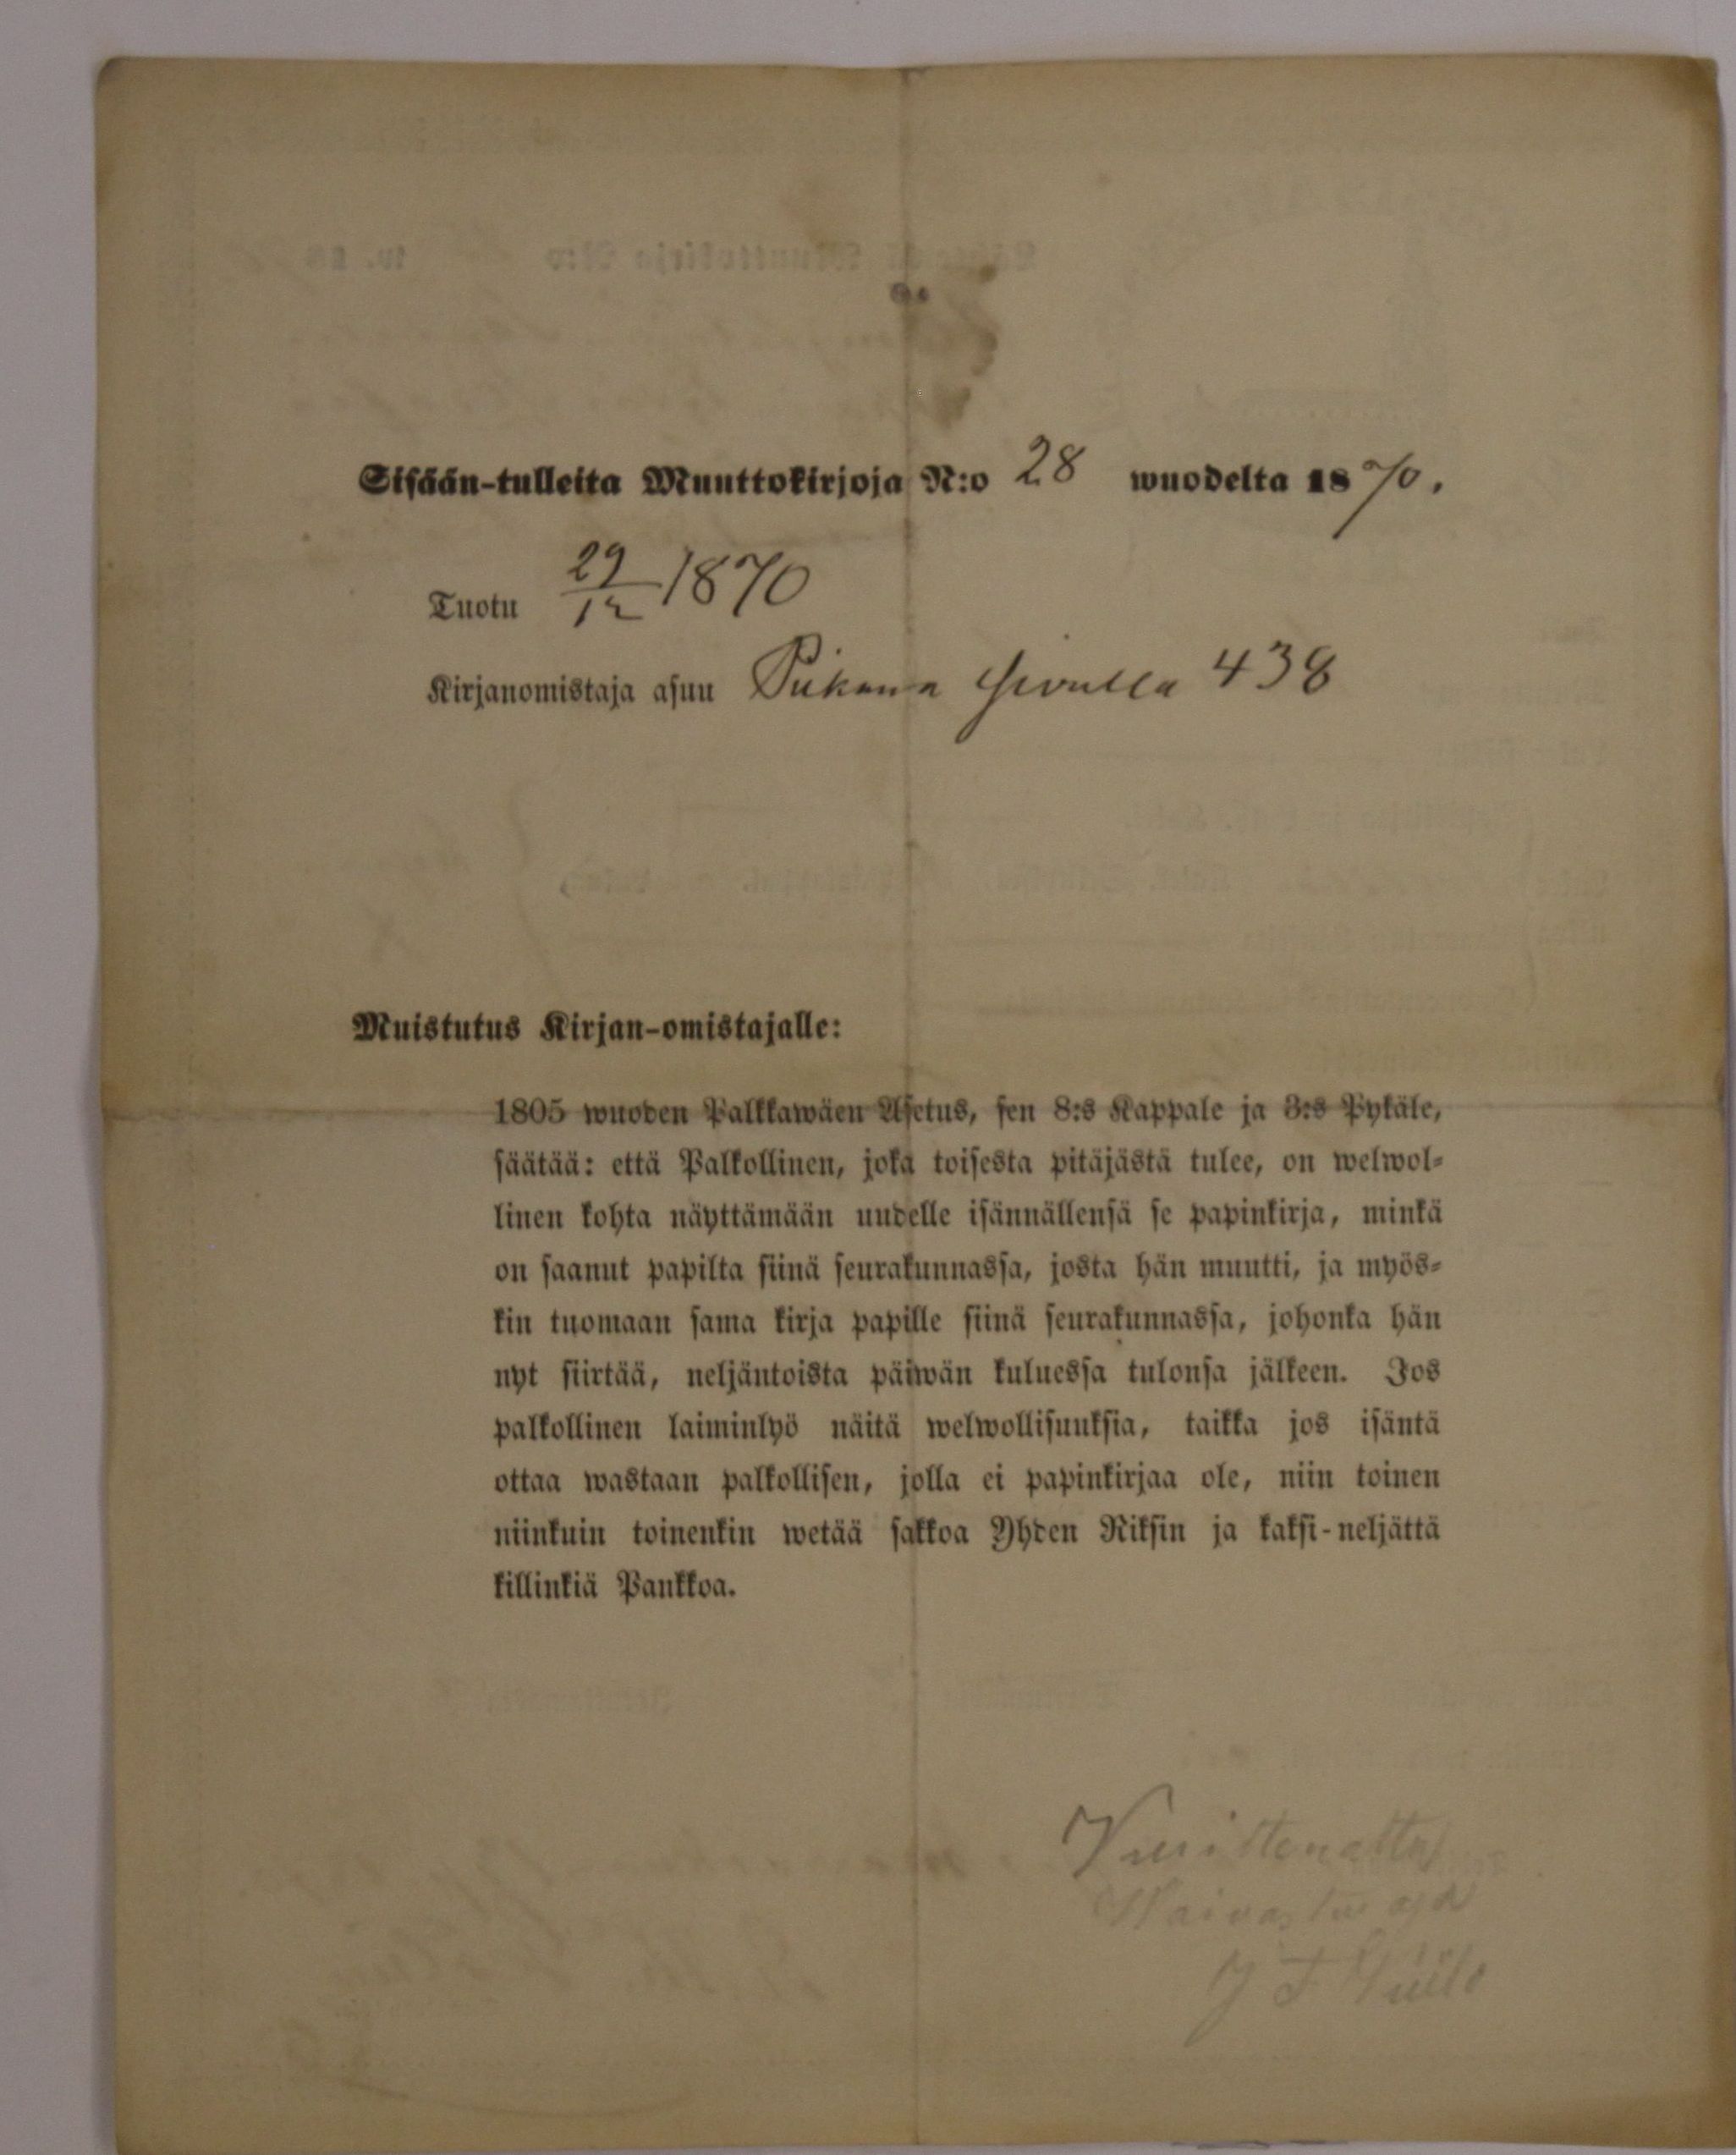 Sisään-tulleita Muuttokirjoja N:o 28 wuodelta 1870.
Tuotu 29/12 1870
Kirjanomistaja asuu Piikana sivulla 438
Muistutus Kirjan-omistajalle:
1805 wuoden Palkkawäen Asetus, sen 8:s Kappale ja 3:s Pykäle,
säätää: että Palkollinen, joka toisesta pitäjästä tulee, on welwol-
linen kohta näyttämään uudelle isännällensä se papinkirja, minkä
on saanut papilta siinä seurakunnassa, josta hän muutti, ja myös-
kin tuomaan sama kirja papille siinä seurakunnassa, johonka hän
nyt siirtää, neljäntoista päiwän kuluessa tulonsa jälkeen. Jos
palkollinen laiminlyö näitä welwollisuuksia, taikka jos isäntä
ottaa wastaan palkollisen, jolla ei papinkirjaa ole, niin toinen
niinkuin toinenkin wetää sakkoa Yhden Riksin ja kaksi-neljättä
killinkiä Pankkoa.